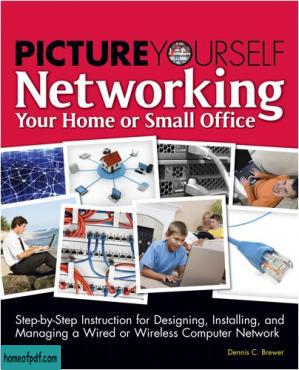 PICTURE YOURSELF
Networking
Your Home or Small Office
Step-by-Step Instruction for Designing, Installing, and
Managing a Wired or Wireless Computer Network
Dennis C. Brewer
homeofpdf.com